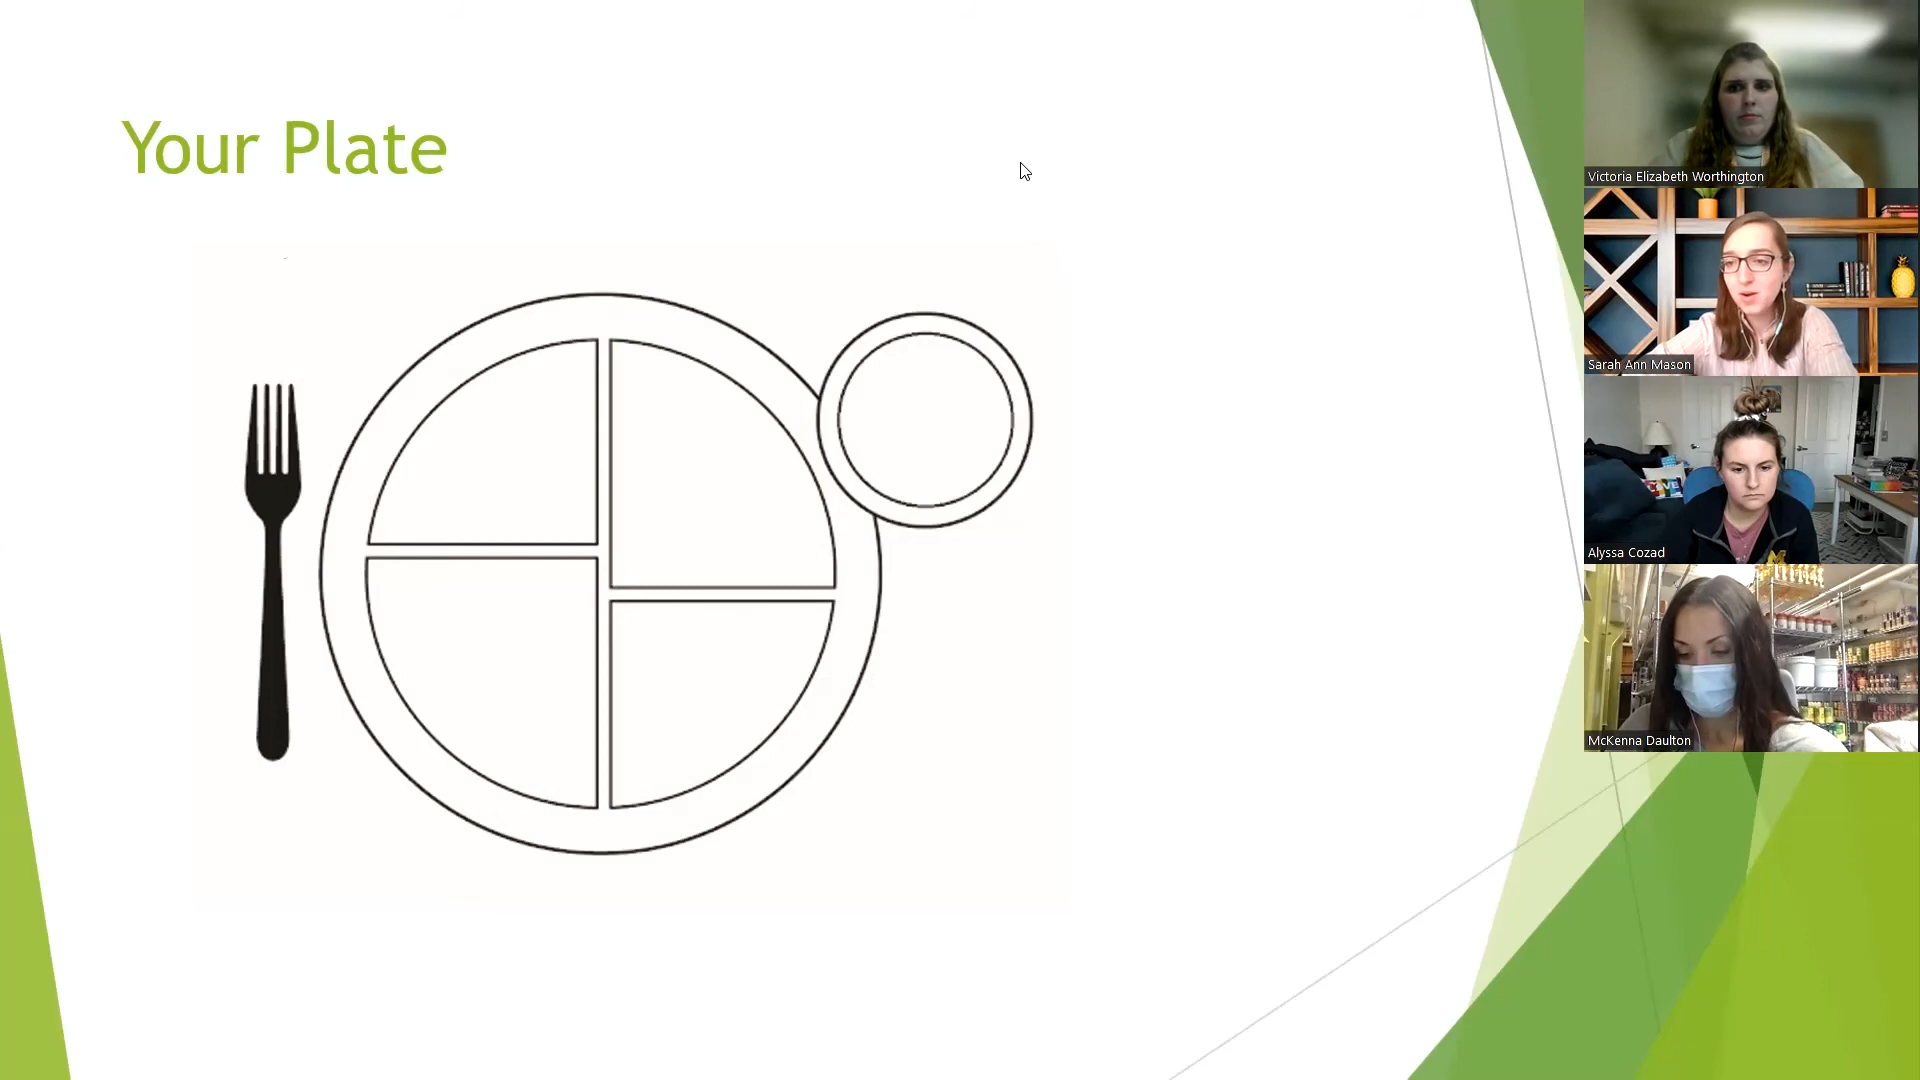 Your Plate
Victoria Elizabeth Worthington
Sarah Ann Mason
Alyssa Cozad
McKenna Daulton